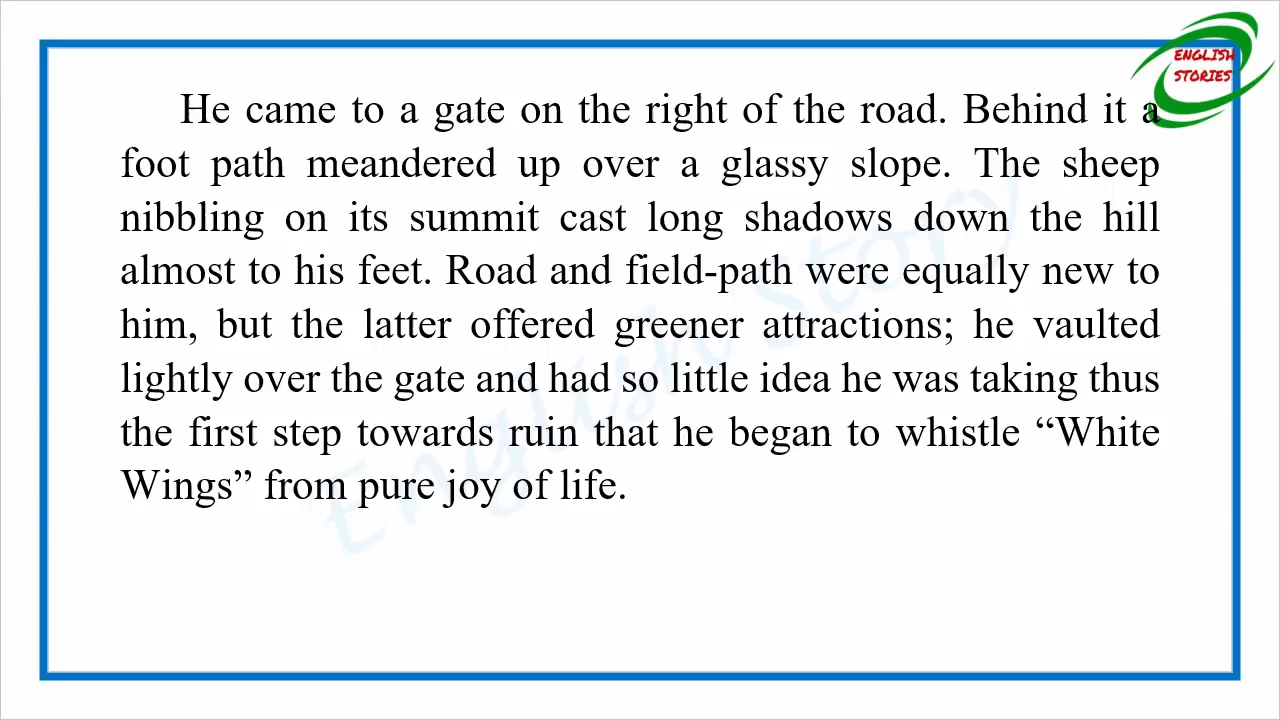 ENGLISH
STORIES
He came to a gate on the right of the road. Behind it a
foot path meandered up over a glassy slope. The sheep
nibbling on its summit cast long shadows down the hill
almost to his feet. Road and field-path were equally new to
him, but the latter offered greener attractions; he vaulted
lightly over the gate and had so little idea he was taking thus
the first step towards ruin that he began to whistle “White
Wings” from pure joy of life.
English Story